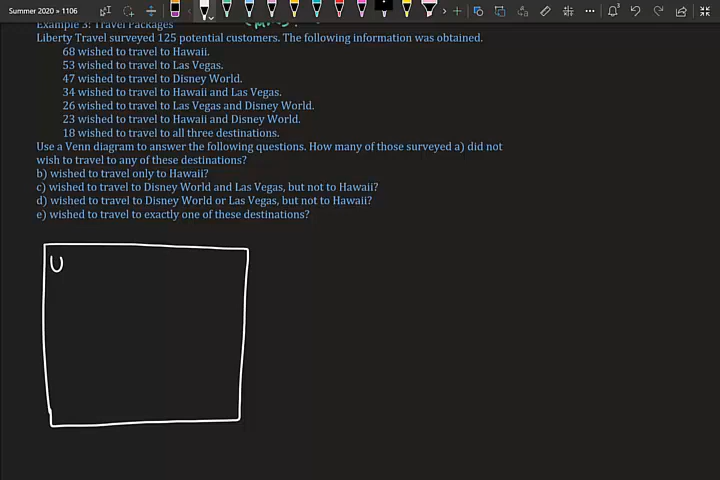 Summer 2020 » 1106
Example 3: Travel Packages
Liberty Travel surveyed 125 potential customers. The following information was obtained.
68 wished to travel to Hawaii.
53 wished to travel to Las Vegas.
47 wished to travel to Disney World.
34 wished to travel to Hawaii and Las Vegas.
26 wished to travel to Las Vegas and Disney World.
23 wished to travel to Hawaii and Disney World.
18 wished to travel to all three destinations.
Use a Venn diagram to answer the following questions. How many of those surveyed a) did not
wish to travel to any of these destinations?
b) wished to travel only to Hawaii?
c) wished to travel to Disney World and Las Vegas, but not to Hawaii?
d) wished to travel to Disney World or Las Vegas, but not to Hawaii?
e) wished to travel to exactly one of these destinations?
U